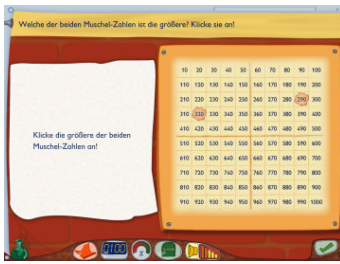 Welche der beiden Muschel-Zahlen ist die größere? Klicke sie an!
Klicke die größere der beiden
Muschel-Zahlen an!
10 20 30 40 50 60 70 80 90 100
110 120 130 140 150 160 170 180 190 200
210 220 230 240 250 260 270 280 290 300
310 320 330 340 350 360 370 380 390 400
410 420 430 440 450 460 470 480 490 500
510 520 530 540 550 560 570 580 590 600
610 620 630 640 650 660 670 680 690 700
710 720 730 740 750 760 770 780 790 800
810 820 830 840 850 860 870 880 890 900
910 920 930 940 950 960 970 980 990 1000